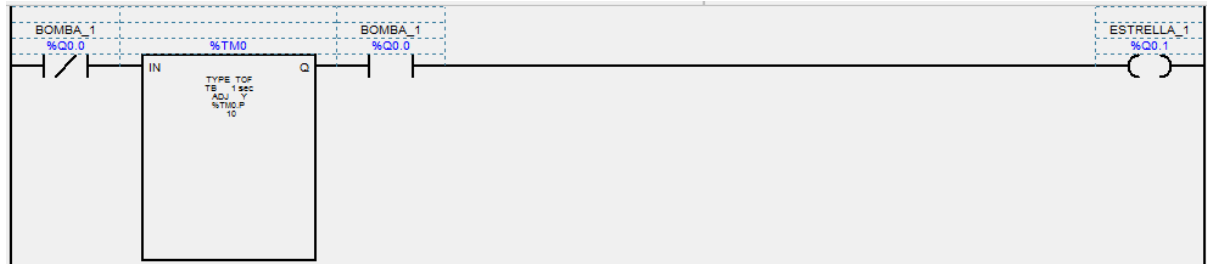 BOMBA_1
%Q0.0
%TM0
BOMBA_1
%Q0.0
ESTRELLA_1
%Q0.1
IN
Q
TYPE TOF
TB 1 sec
ADJ Y
%TM0.P
10